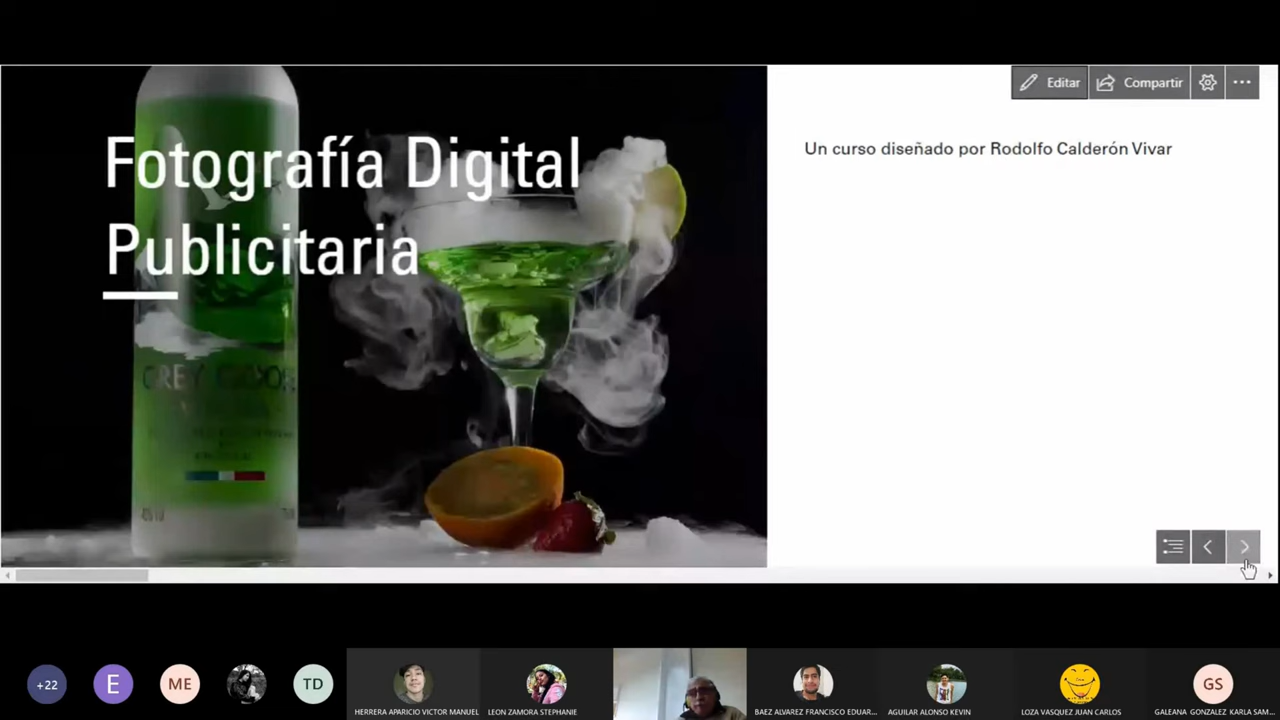 Fotografía Digital
Publicitaria
Editar
Compartir
Un curso diseñado por Rodolfo Calderón Vivar
GREY GOOSE
+22
E
ME
TD
HERRERA APARICIO VICTOR MANUEL
LEON ZAMORA STEPHANIE
BAEZ ALVAREZ FRANCISCO EDUAR...
AGUILAR ALONSO KEVIN
LOZA VASQUEZ JUAN CARLOS
GS
GALEANA GONZALEZ KARLA SAM...